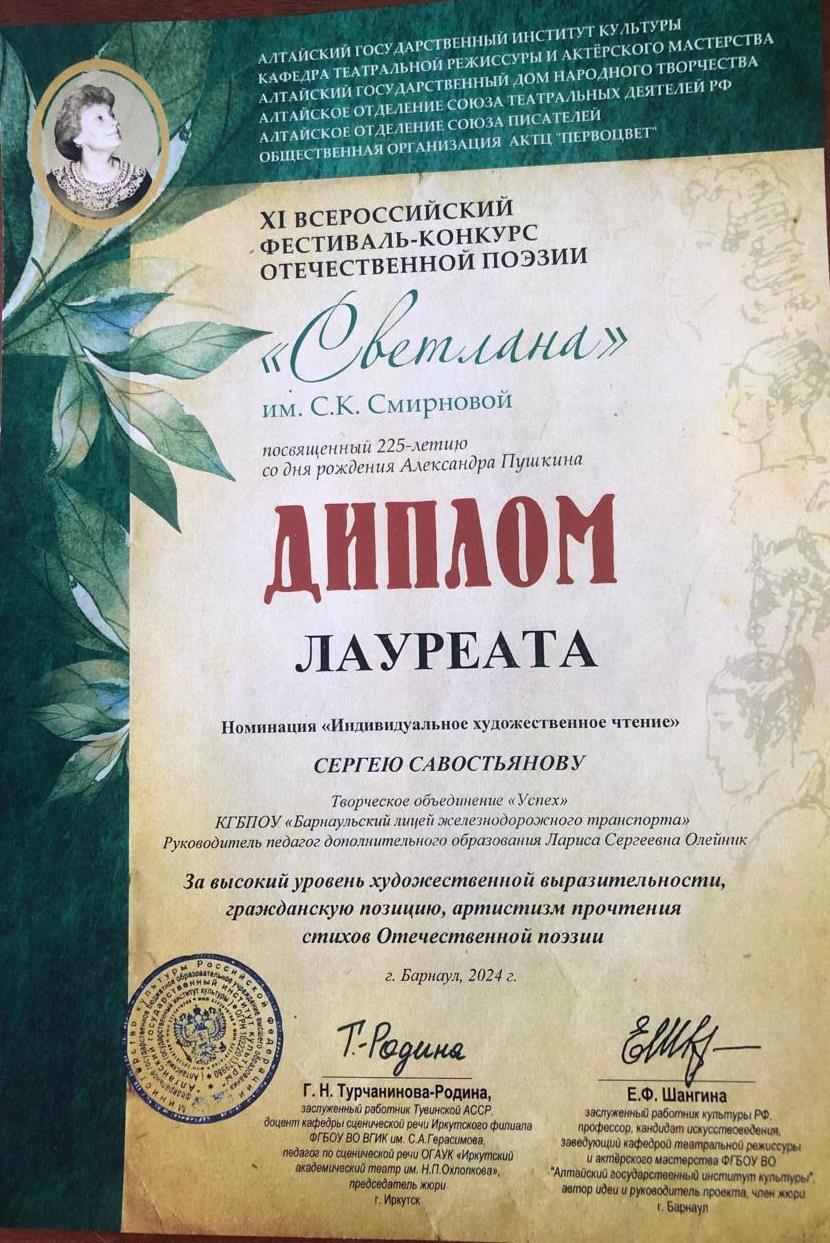 АЛТАЙСКИЙ ГОСУДАРСТВЕННЫЙ ИНСТИТУТ КУЛЬТУРЫ
КАФЕДРА ТЕАТРАЛЬНОЙ РЕЖИССУРЫ И АКТЁРСКОГО МАСТЕРСТВА
АЛТАЙСКИЙ ГОСУДАРСТВЕННЫЙ ДОМ НАРОДНОГО ТВОРЧЕСТВА
АЛТАЙСКОЕ ОТДЕЛЕНИЕ СОЮЗА ТЕАТРАЛЬНЫХ ДЕЯТЕЛЕЙ РФ
АЛТАЙСКОЕ ОТДЕЛЕНИЕ СОЮЗА ПИСАТЕЛЕЙ
ОБЩЕСТВЕННАЯ ОРГАНИЗАЦИЯ АКТЦ "ПЕРВОЦВЕТ"
XI ВСЕРОССИЙСКИЙ
ФЕСТИВАЛЬ-КОНКУРС
ОТЕЧЕСТВЕННОЙ ПОЭЗИИ
«Светлана»
им. С.К. Смирновой
посвященный 225-летию
со дня рождения Александра Пушкина
ДИПЛОМ
ЛАУРЕАТА
Номинация «Индивидуальное художественное чтение»
СЕРГЕЮ САВОСТЬЯНОВУ
Творческое объединение «Успех»
КГБПОУ «Барнаульский лицей железнодорожного транспорта»
Руководитель педагог дополнительного образования Лариса Сергеевна Олейник
За высокий уровень художественной выразительности,
гражданскую позицию, артистизм прочтения
стихов Отечественной поэзии
г. Барнаул, 2024 г.
Т.-Родина
Г. Н. Турчанинова-Родина,
заслуженный работник Тувинской АССР,
доцент кафедры сценической речи Иркутского филиала
ФГБОУ ВО ВГИК им. С.А.Герасимова,
педагог по сценической речи ОГАУК «Иркутский
академический театр им. Н.П.Охлопкова»,
председатель жюри
г. Иркутск
Е.Ф. Шангина
заслуженный работник культуры РФ,
профессор, кандидат искусствоведения,
заведующий кафедрой театральной режиссуры
и актёрского мастерства ФГБОУ ВО
"Алтайский государственный институт культуры",
автор идеи и руководитель проекта, член жюри
г. Барнаул
Министерство культуры Российской Федерации